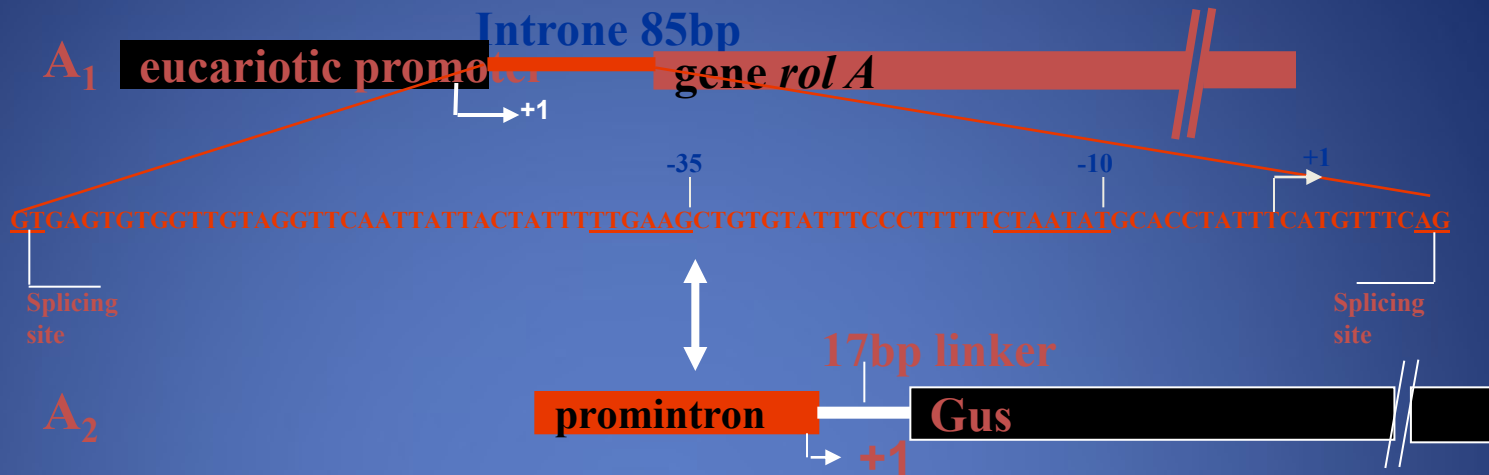 Introne 85bp
A1 eucariotic promoter gene rol A
+1
-35 -10 +1
GTGAGTGTGGTTGTAGGTTCAATTATTACTATTTTTTGAAGCTGTGTATTTCCCTTTTTCTAATATGCACCTATTTCATGTTTCAG
Splicing
site
Splicing
site
17bp linker
A2 promintron Gus
+1